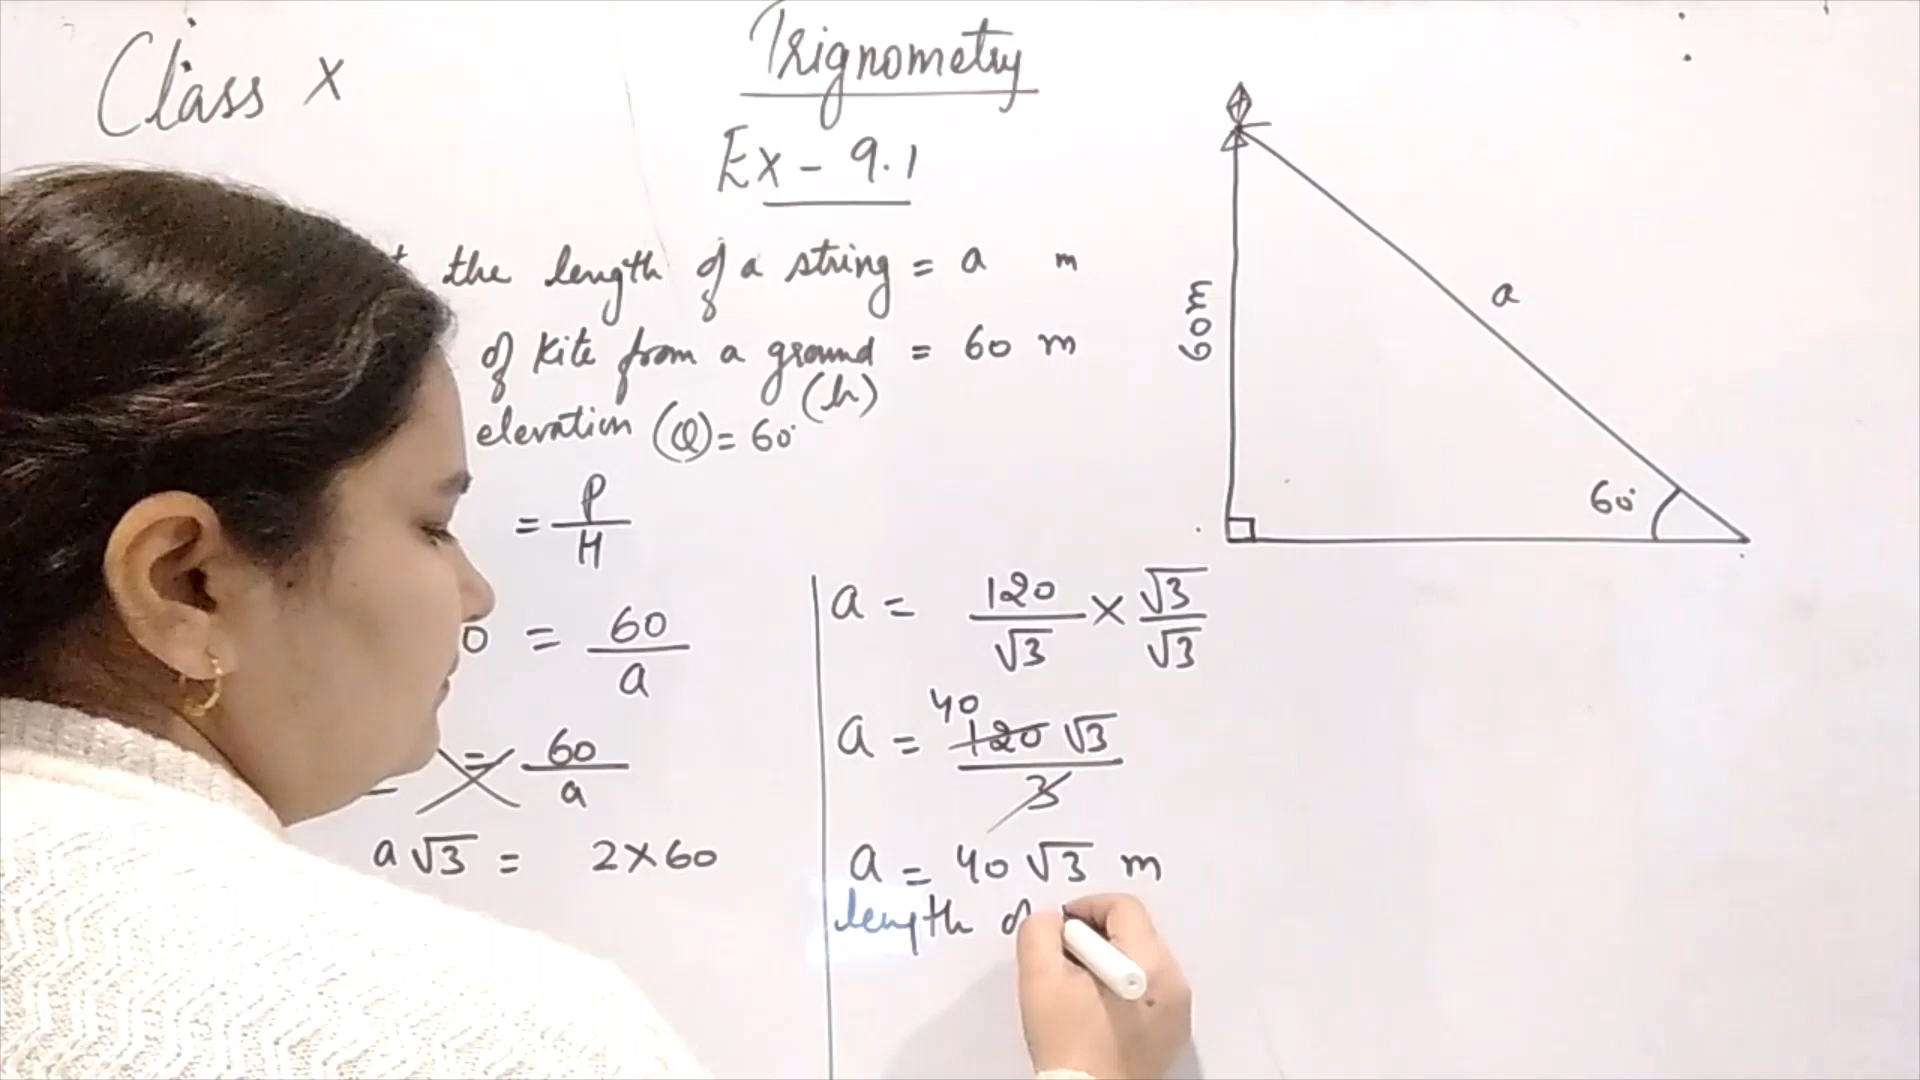 Class X
Trignometry
Ex - 9.1
the length of a string = a m
of kite from a ground = 60 m
(h)
elevation (θ) = 60°
= P/H
0 = 60/a
= 60/a
a√3 = 2×60
a = 120/√3 × √3/√3
a = 120√3/3
40
a = 40√3 m
length of
60m
a
60°